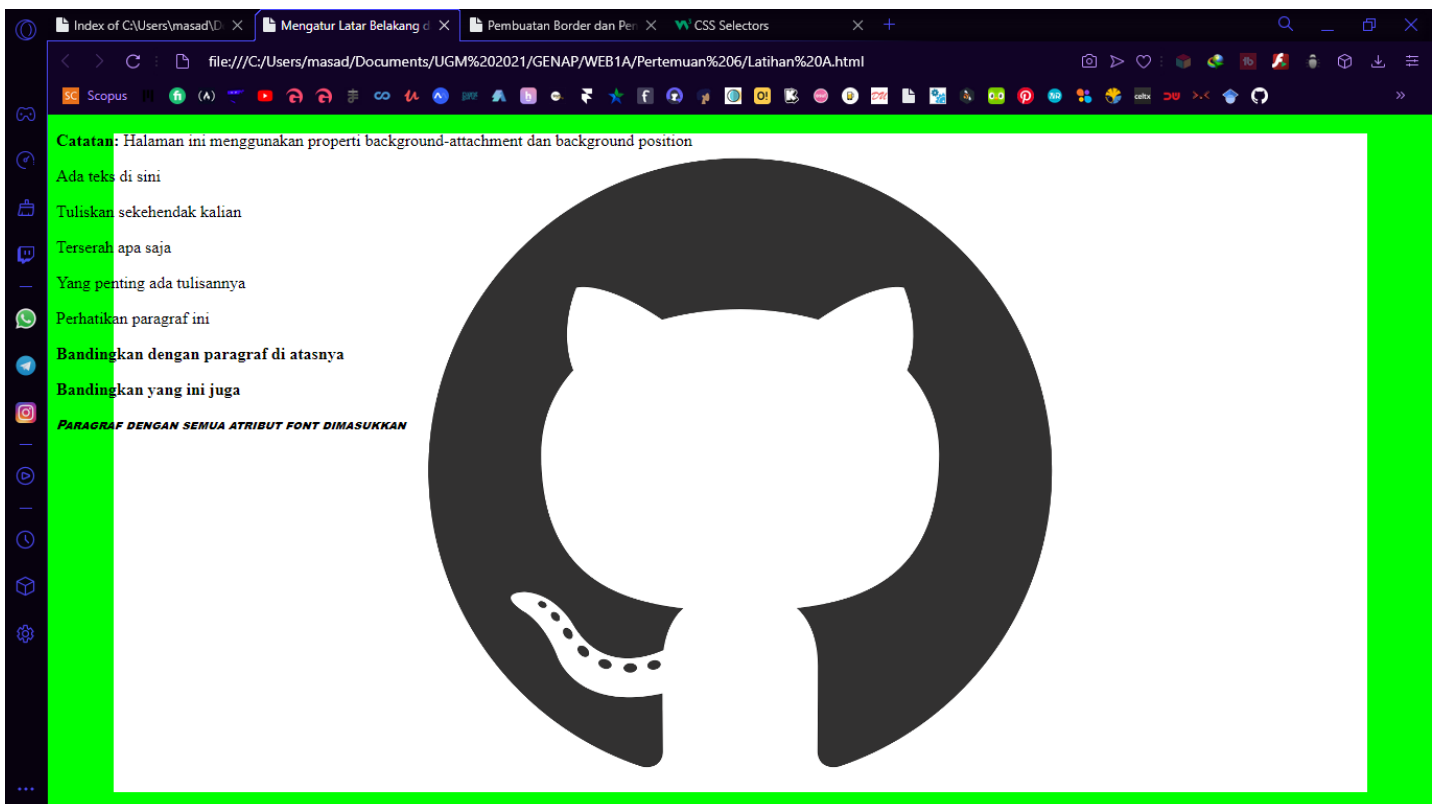 Index of C:\Users\masad\D
Mengatur Latar Belakang d
Pembuatan Border dan Pen
CSS Selectors
file:///C:/Users/masad/Documents/UGM%202021/GENAP/WEB1A/Pertemuan%206/Latihan%20A.html
SC Scopus
celtx
Catatan: Halaman ini menggunakan properti background-attachment dan background position
Ada teks di sini
Tuliskan sekehendak kalian
Terserah apa saja
Yang penting ada tulisannya
Perhatikan paragraf ini
Bandingkan dengan paragraf di atasnya
Bandingkan yang ini juga
Paragraf dengan semua atribut font dimasukkan